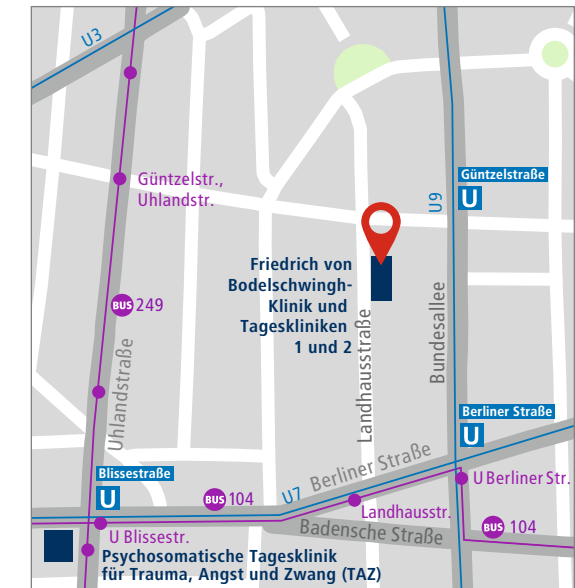 U3
Güntzelstr.,
Uhlandstr.
Güntzelstraße
U
U9
Friedrich von
Bodelschwingh-
Klinik und
Tageskliniken
1 und 2
BUS 249
Uhlandstraße
Landhausstraße
Bundesallee
Berliner Straße
U
Blissestraße
U
BUS 104
U7
Berliner Straße
U Berliner Str.
Landhausstr.
Badensche Straße
BUS 104
U Blissestr.
Psychosomatische Tagesklinik
für Trauma, Angst und Zwang (TAZ)